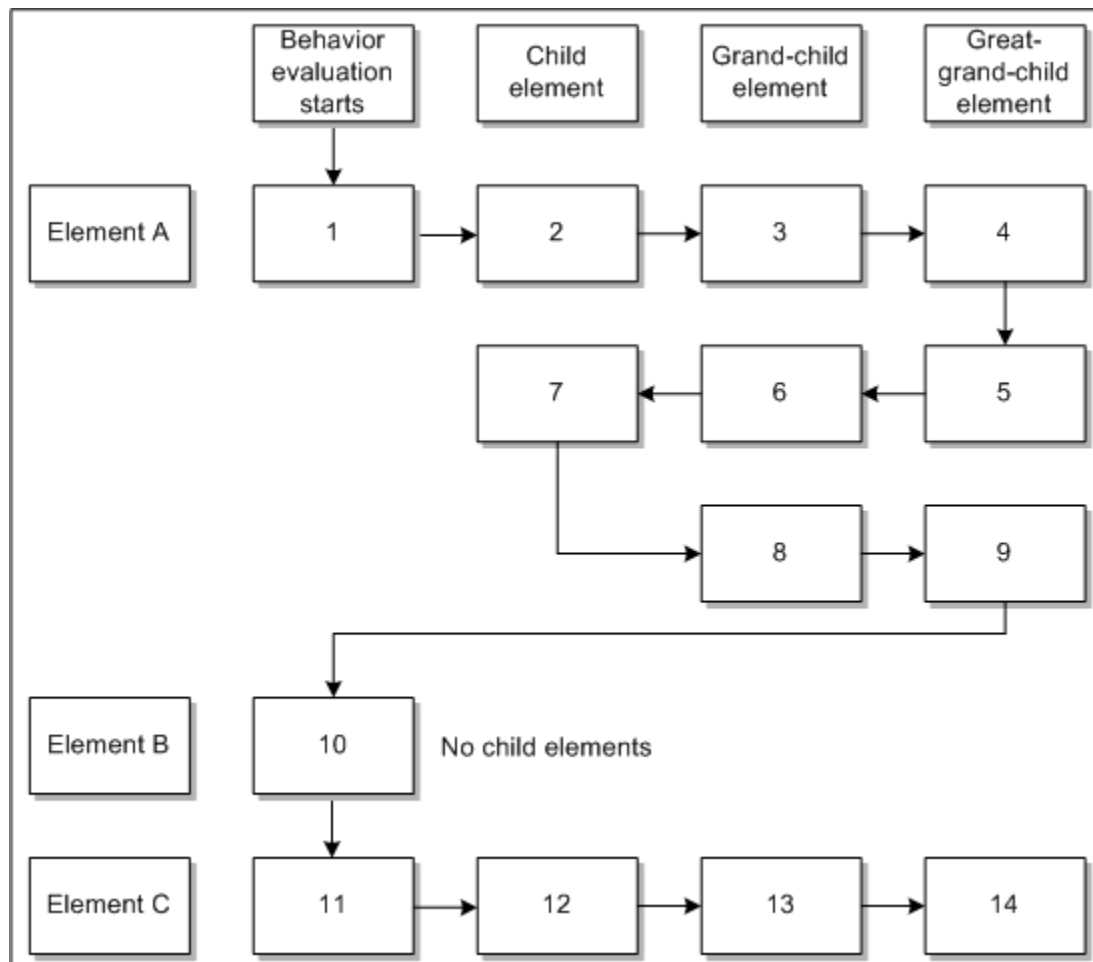 Behavior
evaluation
starts
Child
element
Grand-child
element
Great-
grand-child
element
Element A
1
2
3
4
7
6
5
8
9
Element B
10
No child elements
Element C
11
12
13
14